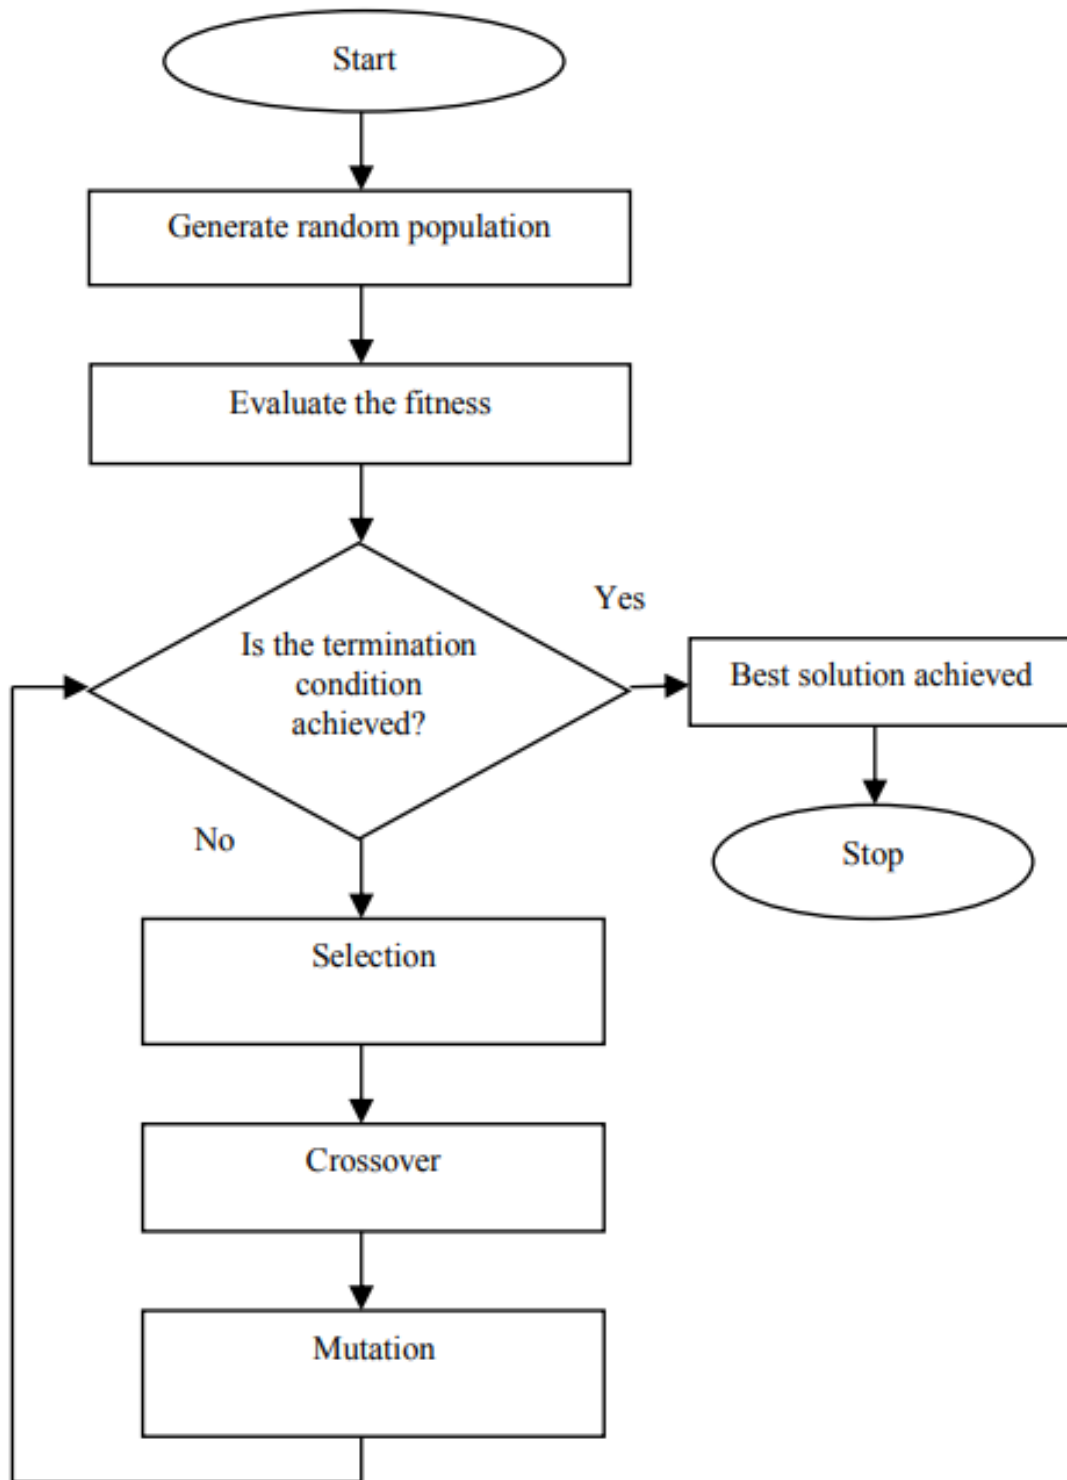 Start
Generate random population
Evaluate the fitness
Is the termination
condition
achieved?
Yes
Best solution achieved
Stop
No
Selection
Crossover
Mutation